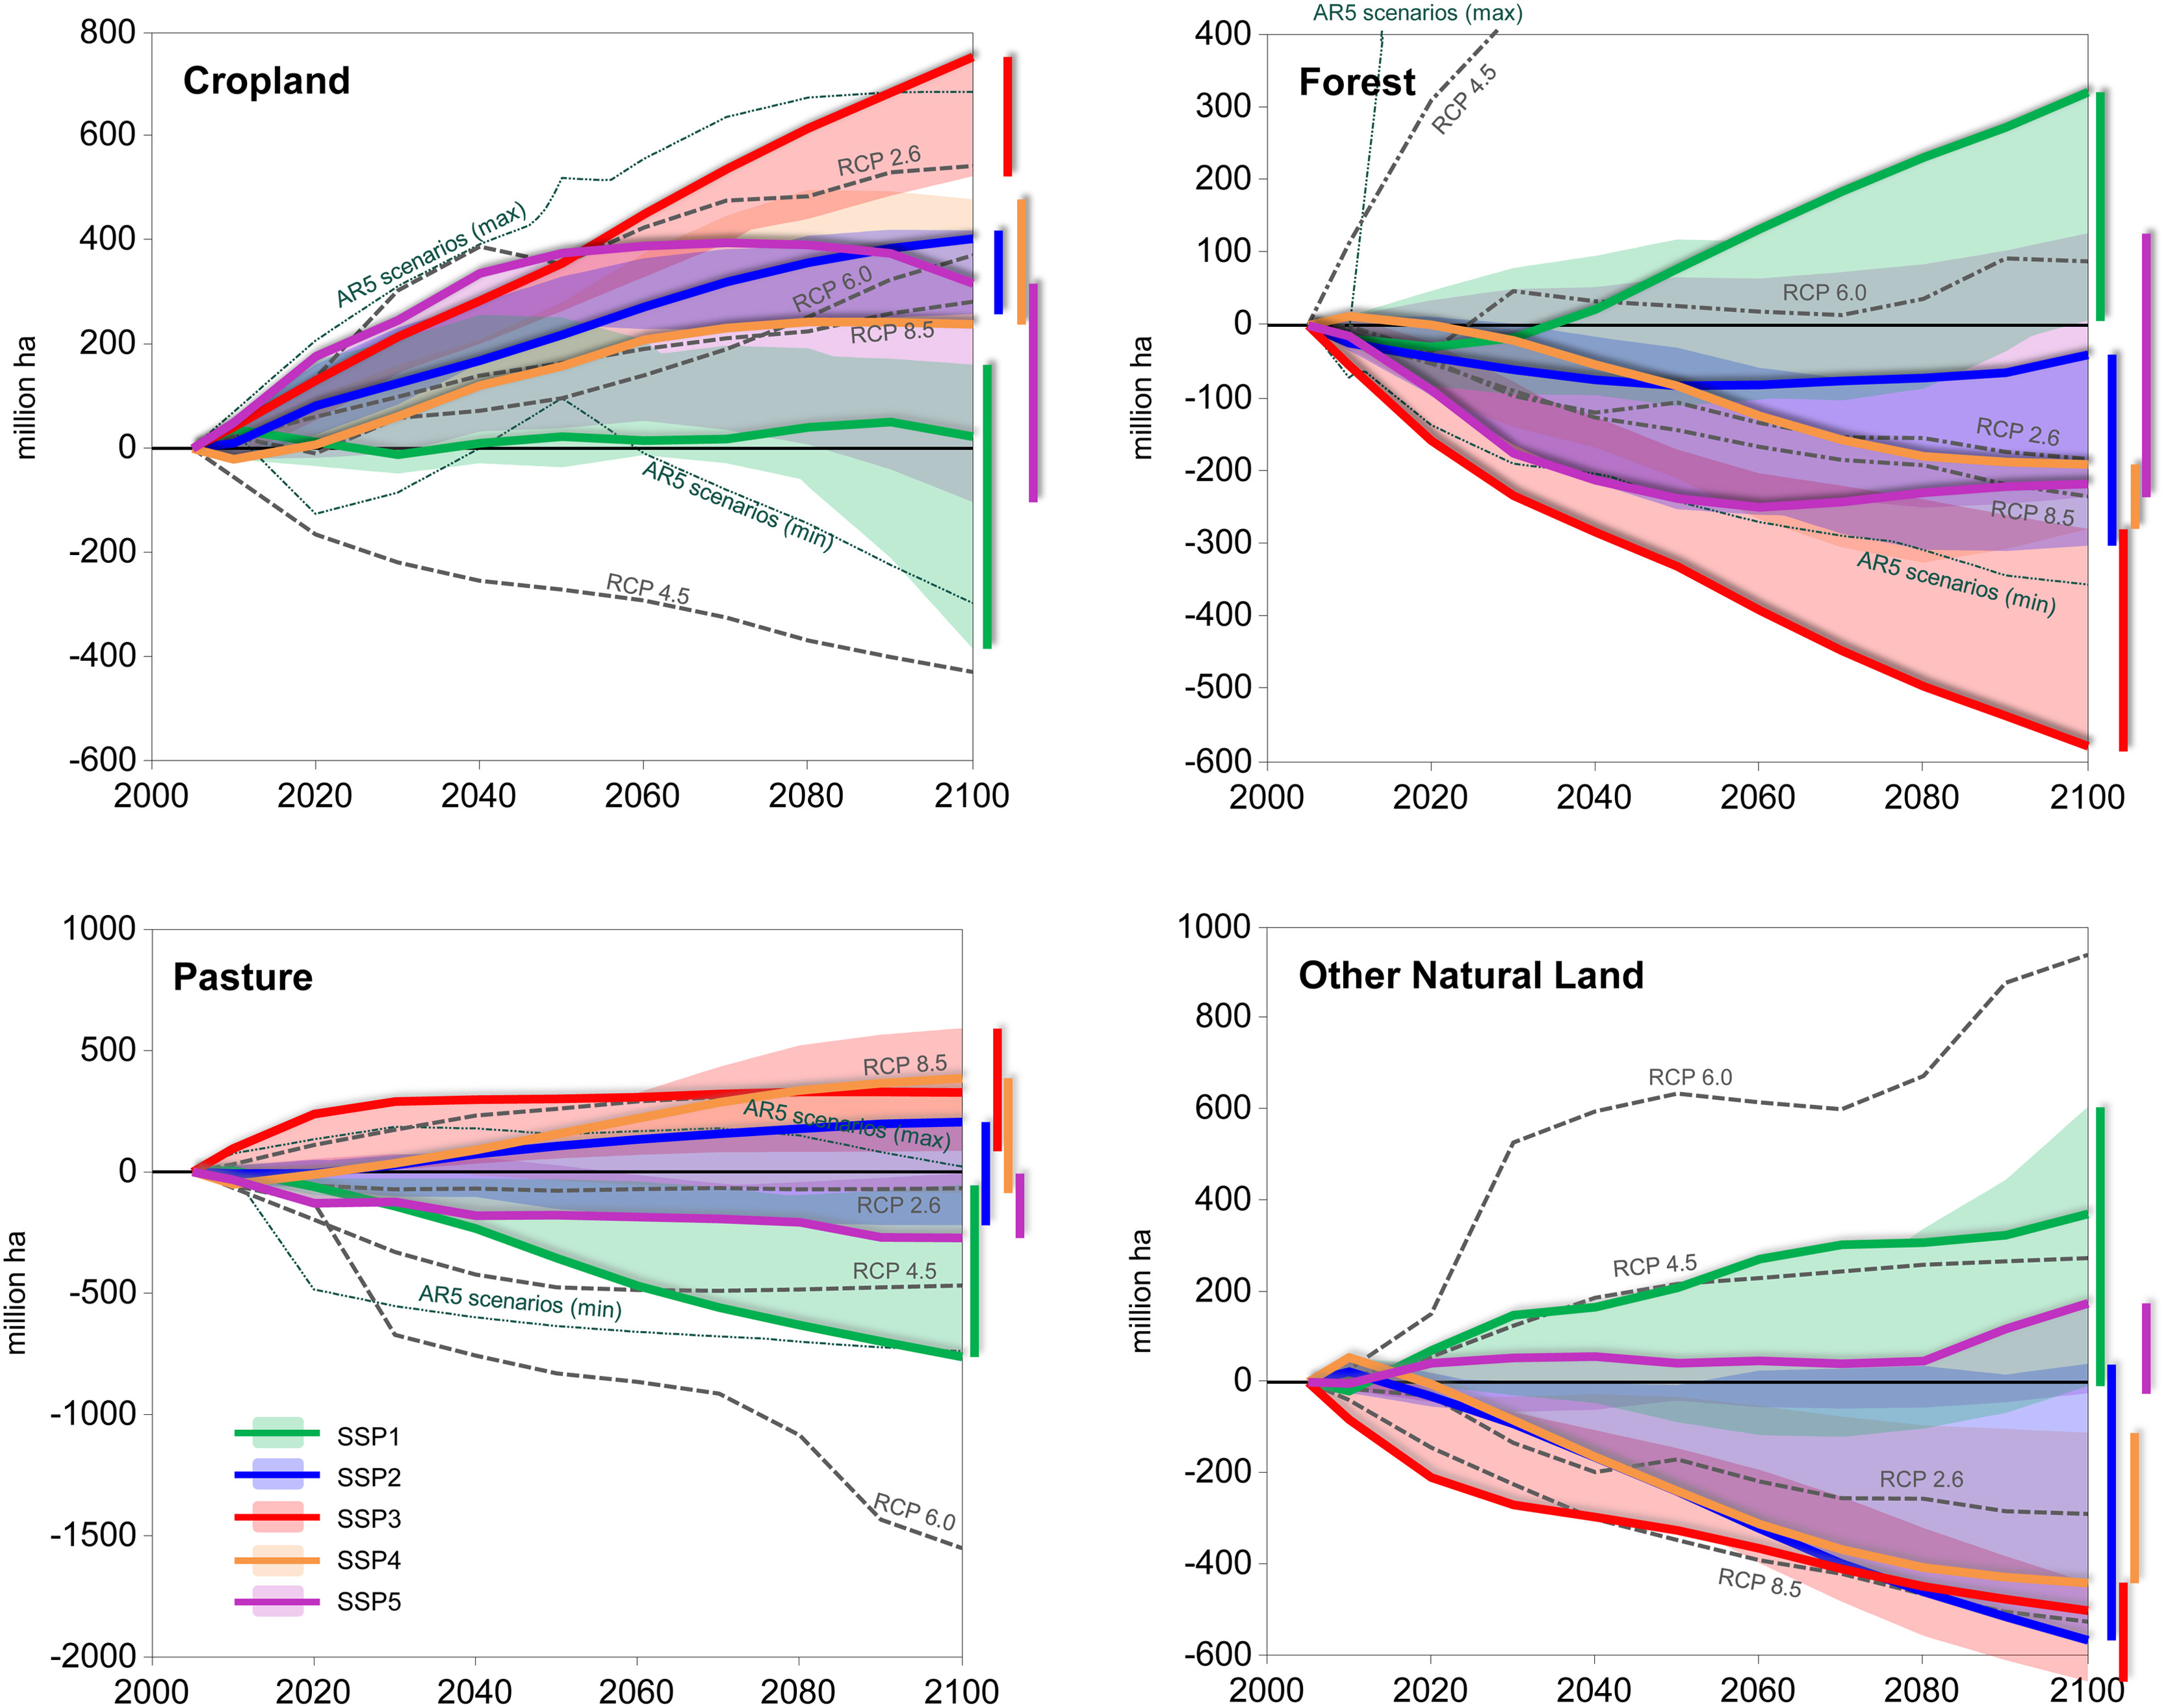 800
600
400
200
0
-200
-400
-600
million ha
Cropland
AR5 scenarios (max)
RCP 2.6
RCP 6.0
RCP 8.5
AR5 scenarios (min)
RCP 4.5
2000 2020 2040 2060 2080 2100
AR5 scenarios (max)
400
300
200
100
0
-100
-200
-300
-400
-500
-600
million ha
Forest
RCP 4.5
RCP 6.0
RCP 2.6
RCP 8.5
AR5 scenarios (min)
2000 2020 2040 2060 2080 2100
1000
500
0
-500
-1000
-1500
-2000
million ha
Pasture
RCP 8.5
AR5 scenarios (max)
RCP 2.6
RCP 4.5
AR5 scenarios (min)
RCP 6.0
SSP1
SSP2
SSP3
SSP4
SSP5
2000 2020 2040 2060 2080 2100
1000
800
600
400
200
0
-200
-400
-600
million ha
Other Natural Land
RCP 6.0
RCP 4.5
RCP 2.6
RCP 8.5
2000 2020 2040 2060 2080 2100